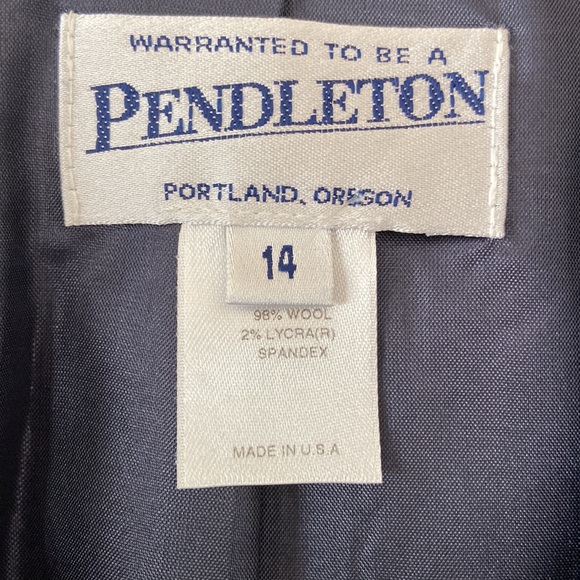 WARRANTED TO BE A
PENDLETON
PORTLAND, OREGON
14
98% WOOL
2% LYCRA(R)
SPANDEX
MADE IN U.S.A